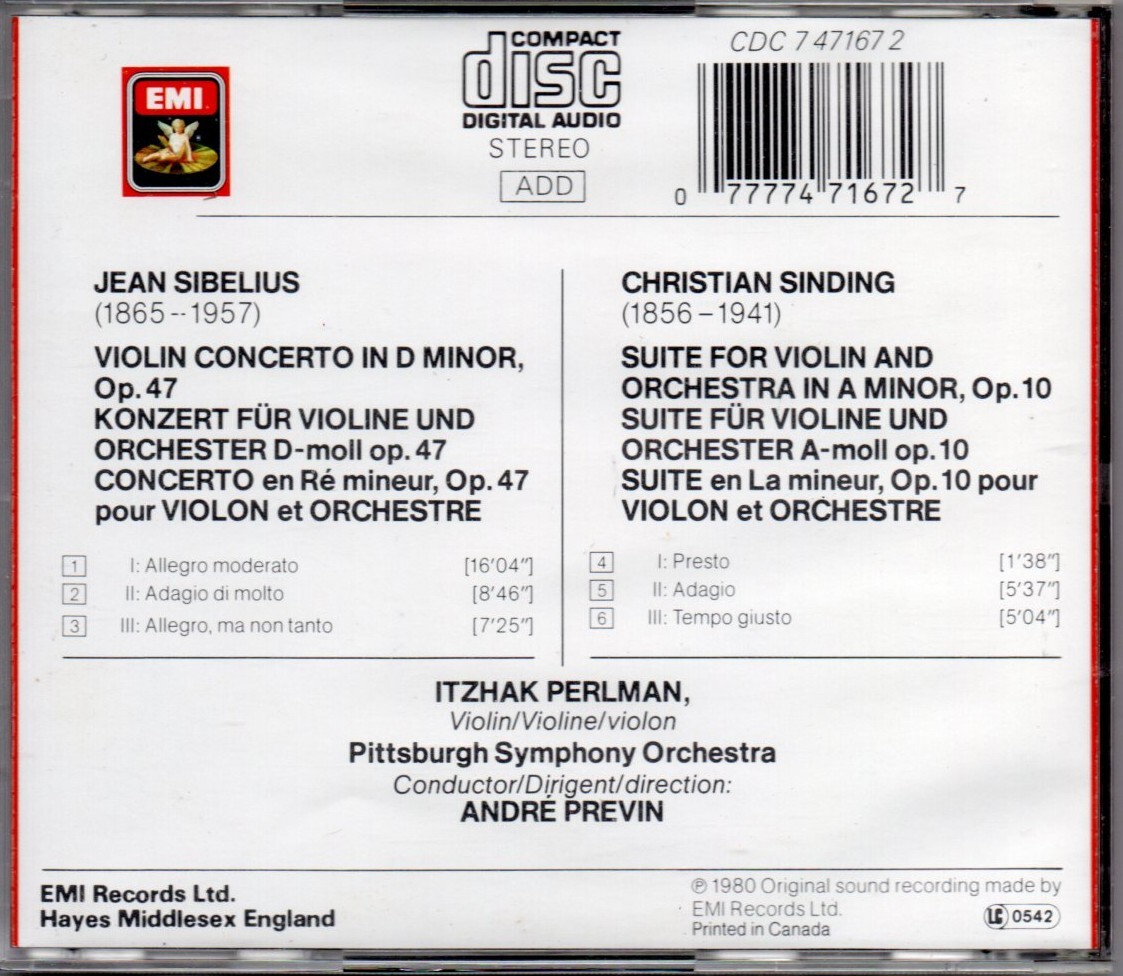 EMI
COMPACT
disc
DIGITAL AUDIO
STEREO
ADD
CDC 7 47167 2
0 77774 71672 7
JEAN SIBELIUS
(1865--1957)
VIOLIN CONCERTO IN D MINOR,
Op. 47
KONZERT FÜR VIOLINE UND
ORCHESTER D-moll op. 47
CONCERTO en Ré mineur, Op. 47
pour VIOLON et ORCHESTRE
1 I: Allegro moderato [16′04″]
2 II: Adagio di molto [8′46″]
3 III: Allegro, ma non tanto [7′25″]
CHRISTIAN SINDING
(1856–1941)
SUITE FOR VIOLIN AND
ORCHESTRA IN A MINOR, Op. 10
SUITE FÜR VIOLINE UND
ORCHESTER A-moll op. 10
SUITE en La mineur, Op. 10 pour
VIOLON et ORCHESTRE
4 I: Presto [1′38″]
5 II: Adagio [5′37″]
6 III: Tempo giusto [5′04″]
ITZHAK PERLMAN,
Violin/Violine/violon
Pittsburgh Symphony Orchestra
Conductor/Dirigent/direction:
ANDRÉ PREVIN
EMI Records Ltd.
Hayes Middlesex England
℗ 1980 Original sound recording made by
EMI Records Ltd.
Printed in Canada
LC 0542